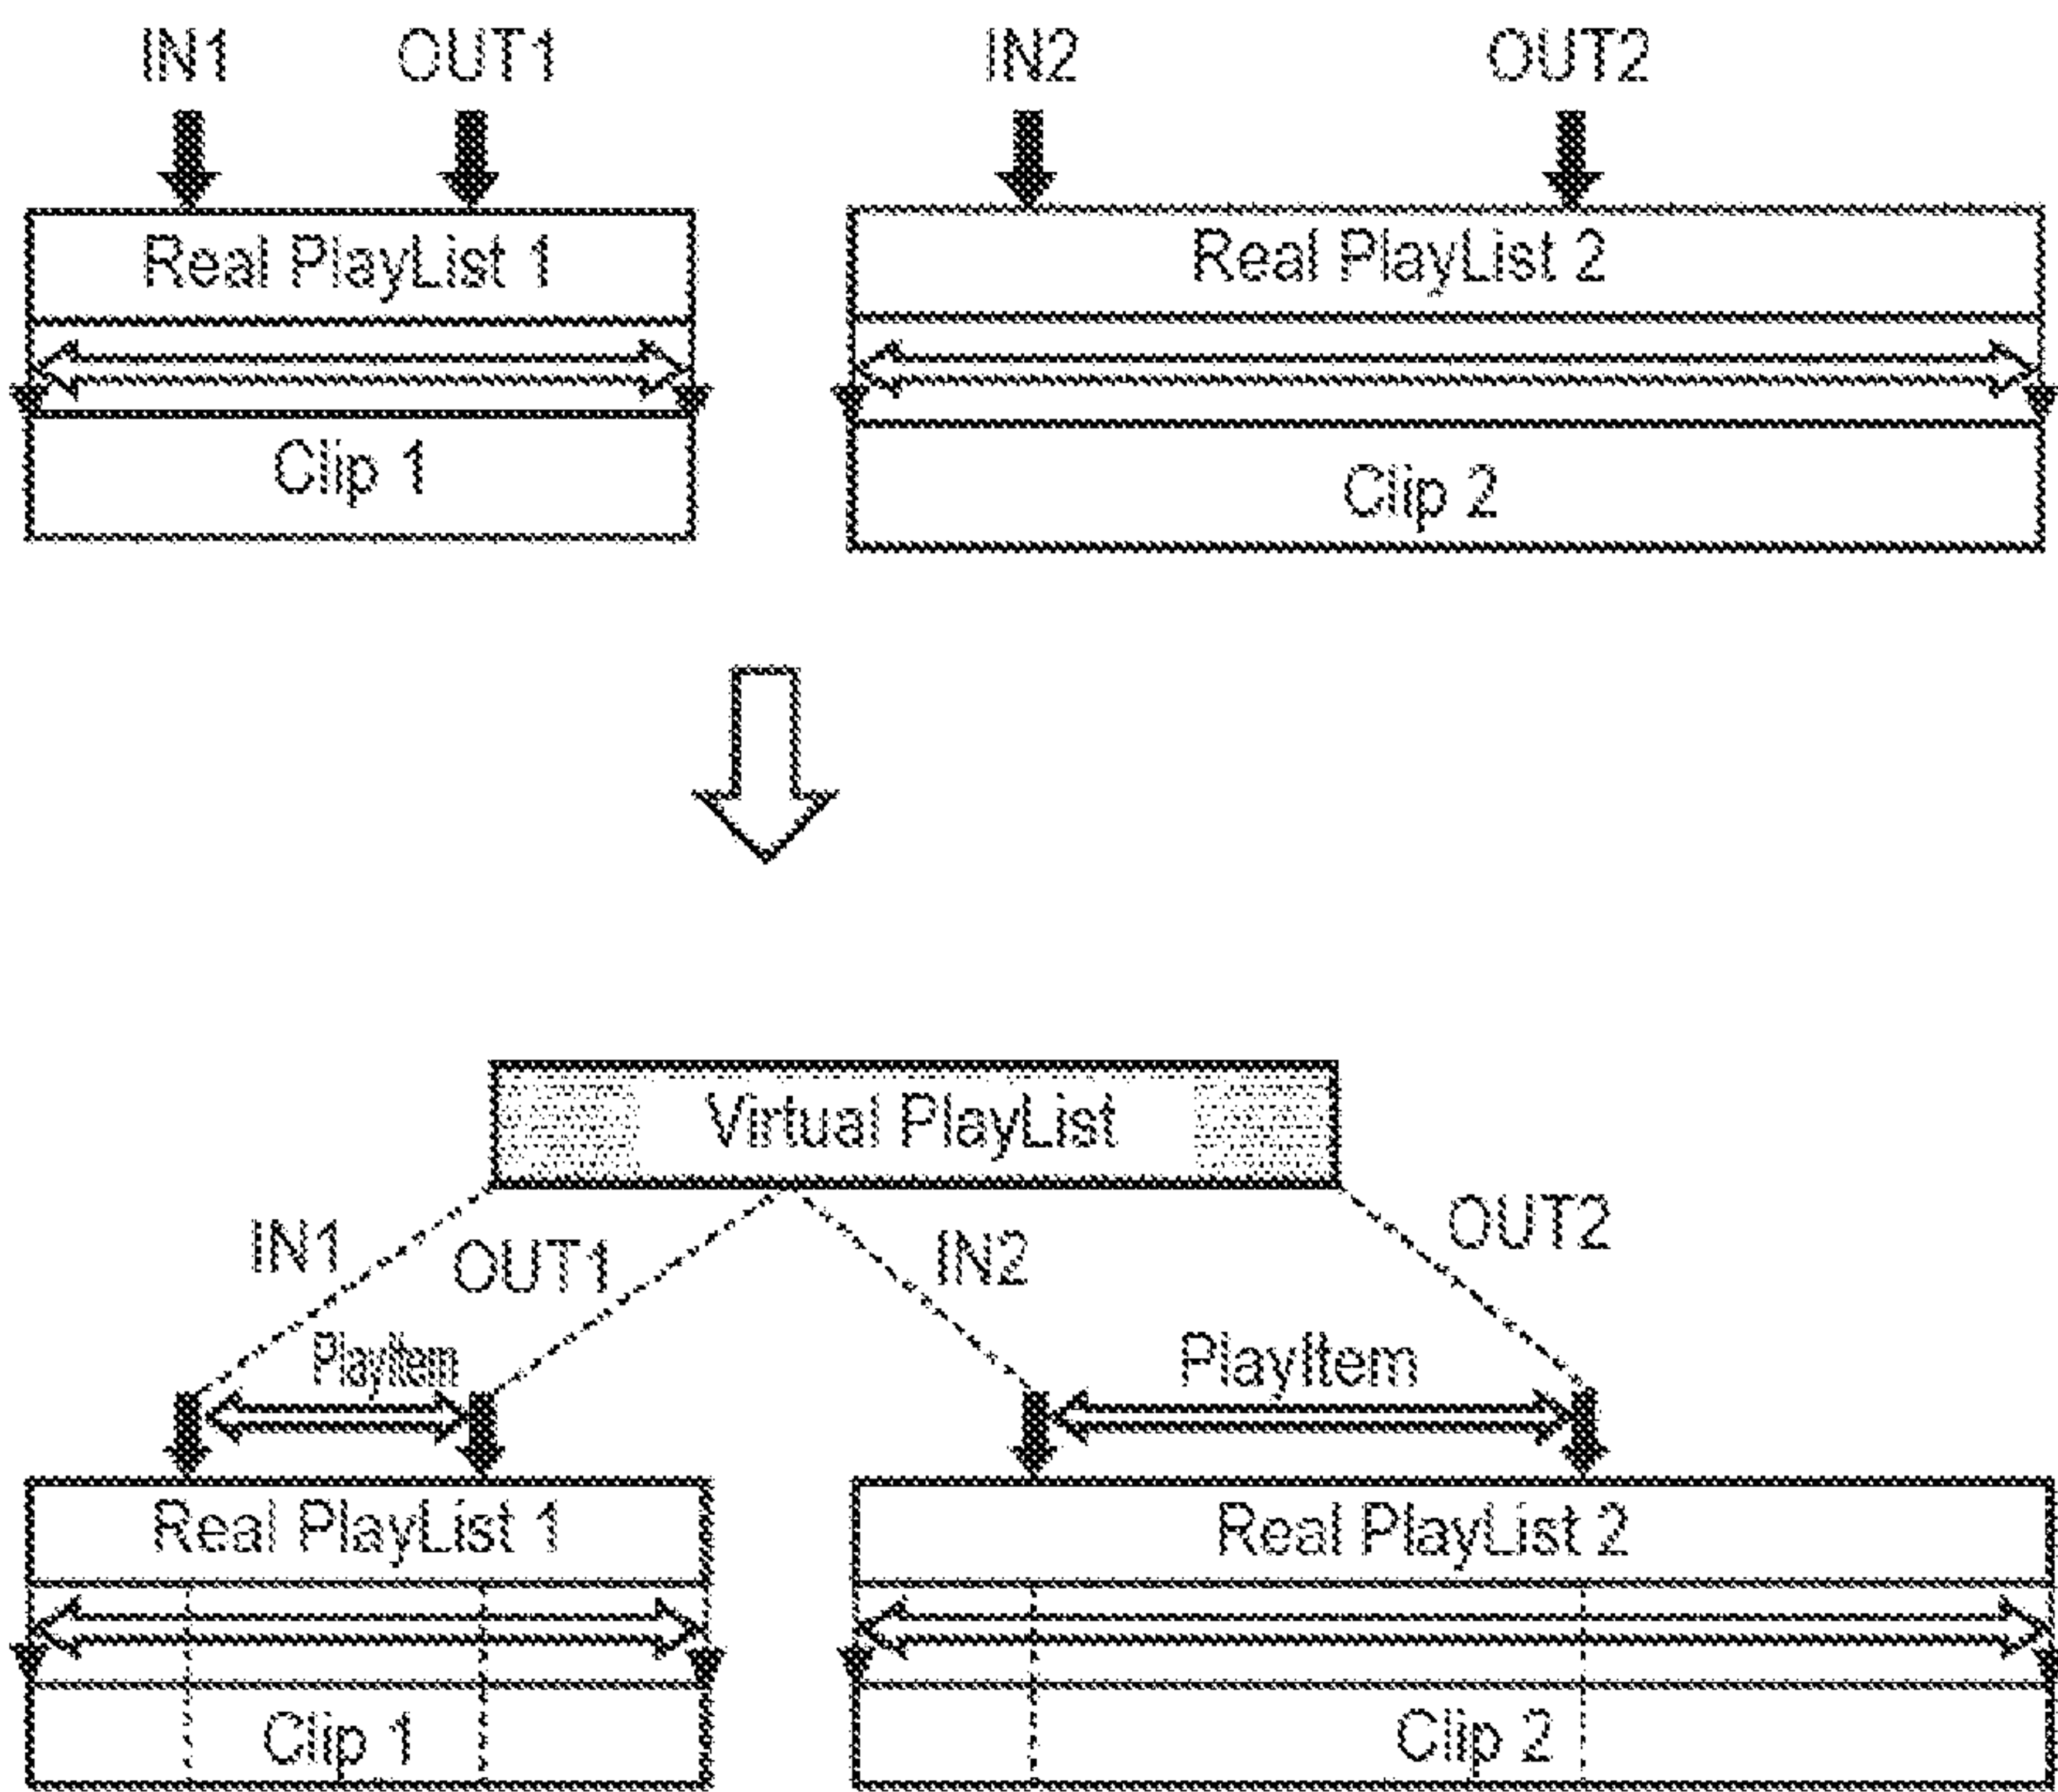 IN1 OUT1 IN2 OUT2
Real PlayList 1 Real PlayList 2
Clip 1 Clip 2
Virtual PlayList
IN1 OUT1 IN2 OUT2
PlayItem PlayItem
Real PlayList 1 Real PlayList 2
Clip 1 Clip 2